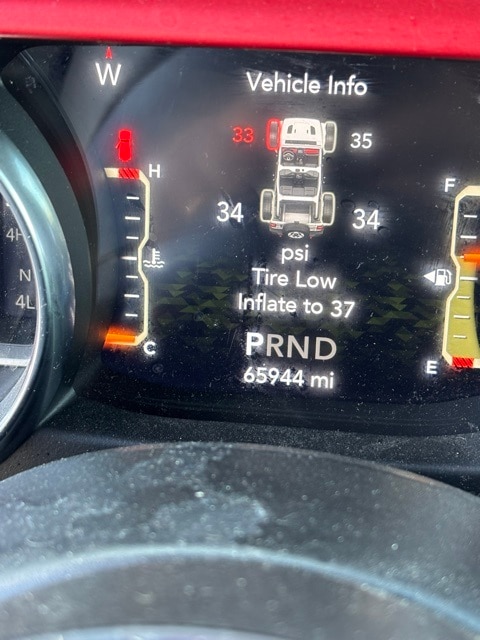 W
Vehicle Info
33 35
H
F
34 34
4H
psi
N
Tire Low
4L
Inflate to 37
PRND
C
E
65944 mi